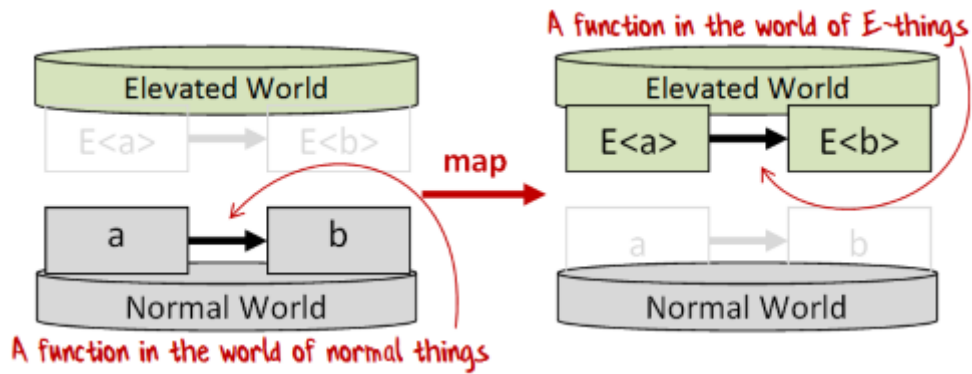 A function in the world of E-things
Elevated World
E<a>
E<b>
map
a
b
Normal World
A function in the world of normal things
Elevated World
E<a>
E<b>
a
b
Normal World